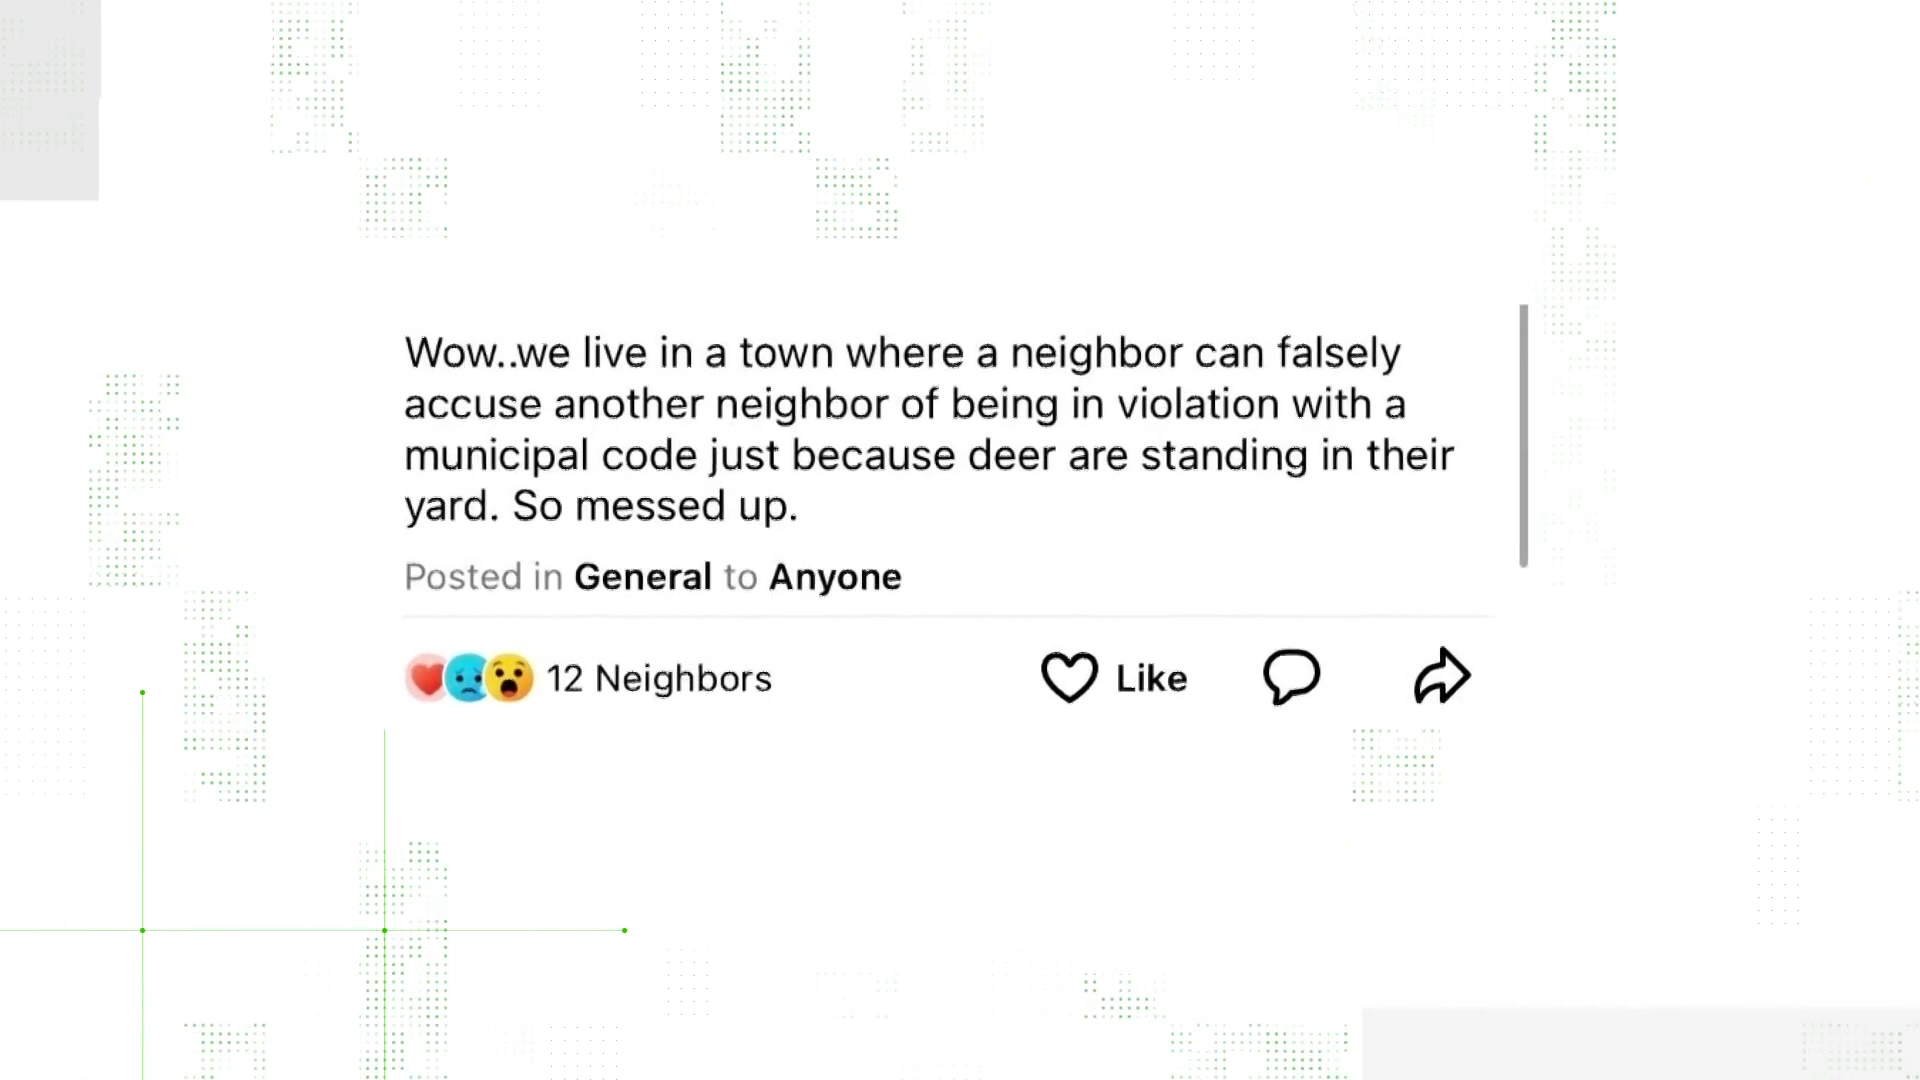 Wow..we live in a town where a neighbor can falsely
accuse another neighbor of being in violation with a
municipal code just because deer are standing in their
yard. So messed up.
Posted in General to Anyone
12 Neighbors
Like